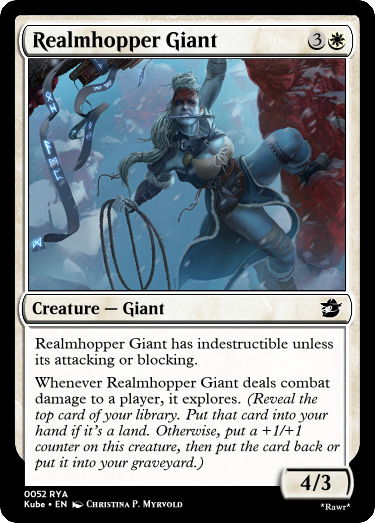 Realmhopper Giant 3
Creature — Giant
Realmhopper Giant has indestructible unless
its attacking or blocking.
Whenever Realmhopper Giant deals combat
damage to a player, it explores. (Reveal the
top card of your library. Put that card into your
hand if it's a land. Otherwise, put a +1/+1
counter on this creature, then put the card back or
put it into your graveyard.)
4/3
0052 RYA
Kube • EN Christina P. Myrvold
*Rawr*